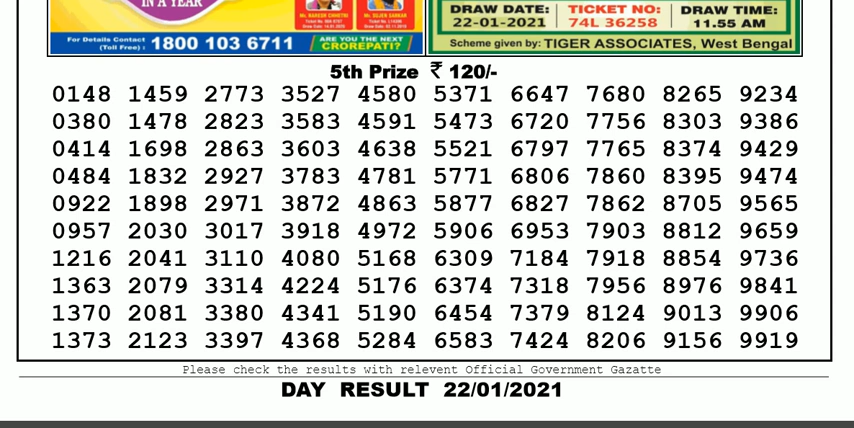 IN A YEAR
Mr. BARESH CHHETRI
Mr. SUJEN SARKAR
For Details Contact
(Toll Free) : 1800 103 6711
ARE YOU THE NEXT
CROREPATI?
DRAW DATE:
22-01-2021
TICKET NO:
74L 36258
DRAW TIME:
11.55 AM
Scheme given by: TIGER ASSOCIATES, West Bengal
5th Prize ₹ 120/-
0148 1459 2773 3527 4580 5371 6647 7680 8265 9234
0380 1478 2823 3583 4591 5473 6720 7756 8303 9386
0414 1698 2863 3603 4638 5521 6797 7765 8374 9429
0484 1832 2927 3783 4781 5771 6806 7860 8395 9474
0922 1898 2971 3872 4863 5877 6827 7862 8705 9565
0957 2030 3017 3918 4972 5906 6953 7903 8812 9659
1216 2041 3110 4080 5168 6309 7184 7918 8854 9736
1363 2079 3314 4224 5176 6374 7318 7956 8976 9841
1370 2081 3380 4341 5190 6454 7379 8124 9013 9906
1373 2123 3397 4368 5284 6583 7424 8206 9156 9919
Please check the results with relevent Official Government Gazatte
DAY RESULT 22/01/2021